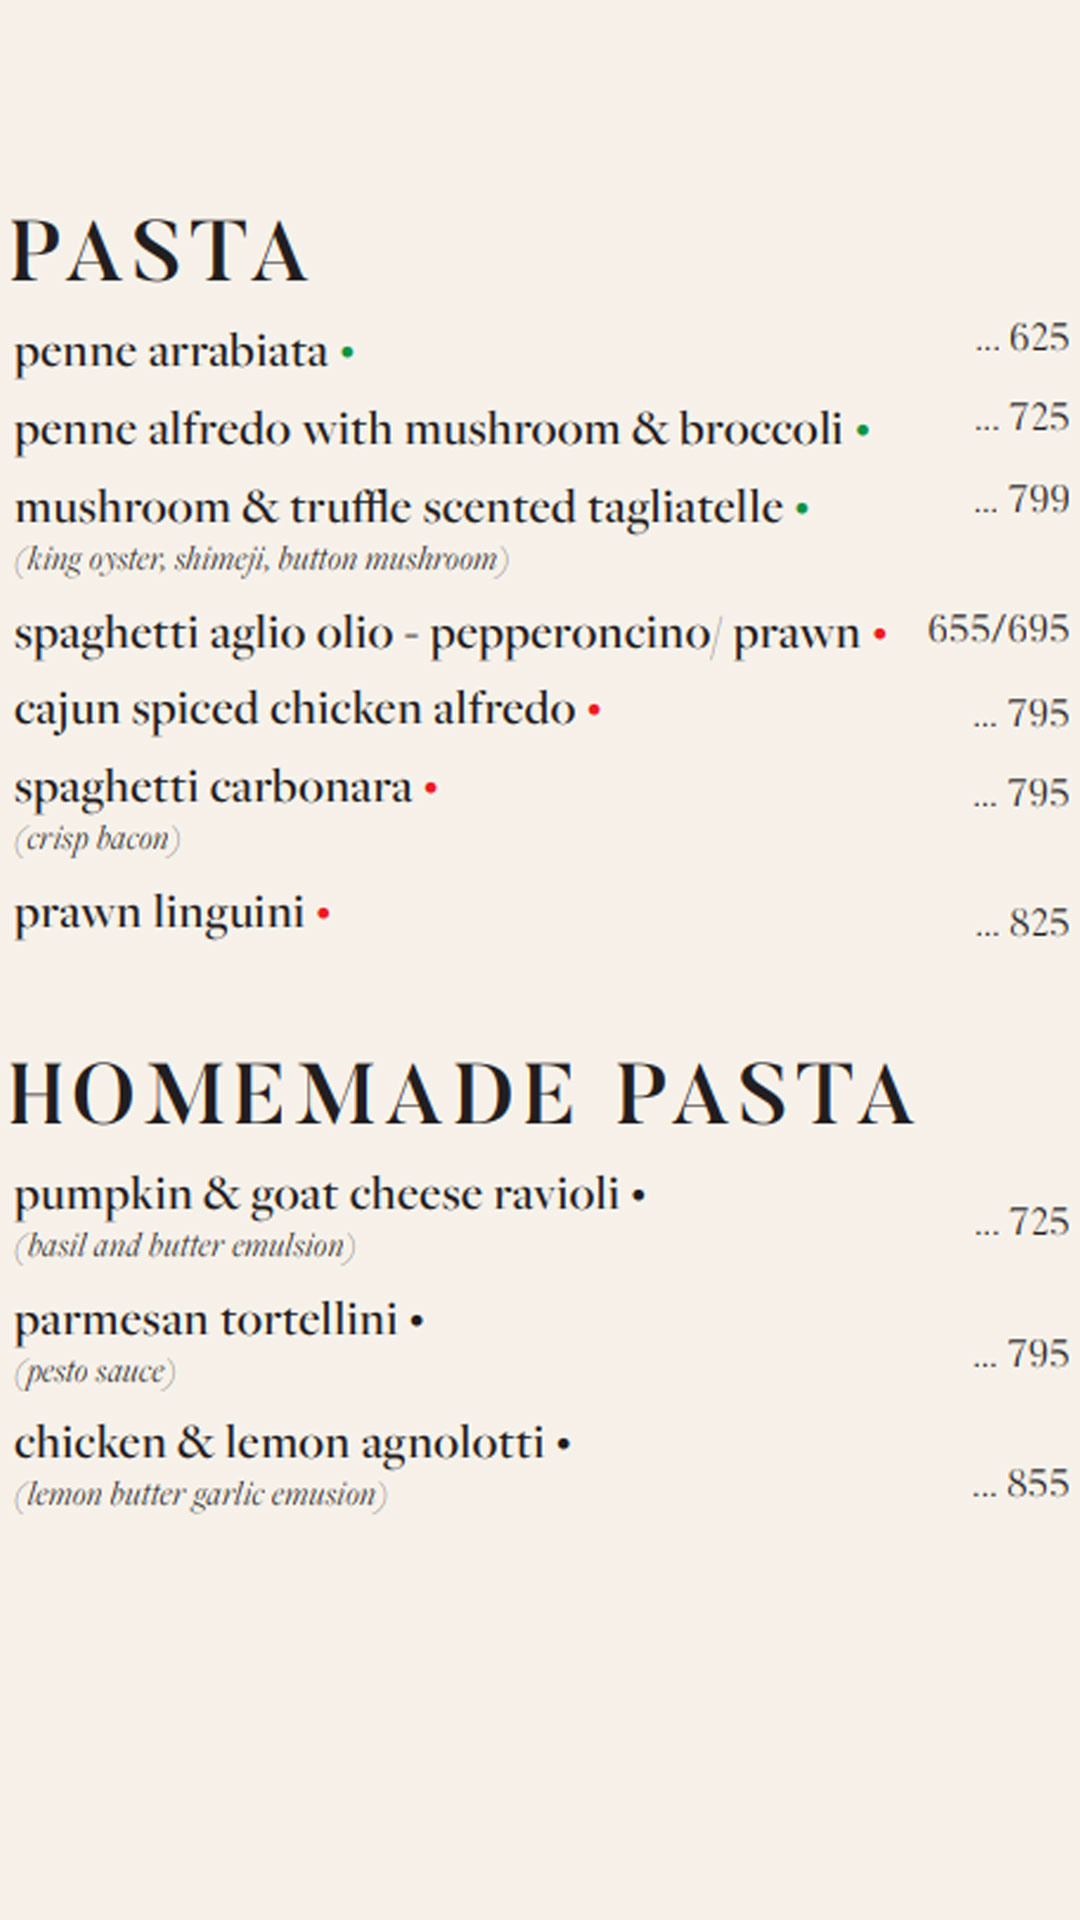 PASTA
penne arrabiata • ... 625
penne alfredo with mushroom & broccoli • ... 725
mushroom & truffle scented tagliatelle • ... 799
(king oyster, shimeji, button mushroom)
spaghetti aglio olio - pepperoncino/ prawn • 655/695
cajun spiced chicken alfredo • ... 795
spaghetti carbonara • ... 795
(crisp bacon)
prawn linguini • ... 825
HOMEMADE PASTA
pumpkin & goat cheese ravioli • ... 725
(basil and butter emulsion)
parmesan tortellini • ... 795
(pesto sauce)
chicken & lemon agnolotti • ... 855
(lemon butter garlic emusion)